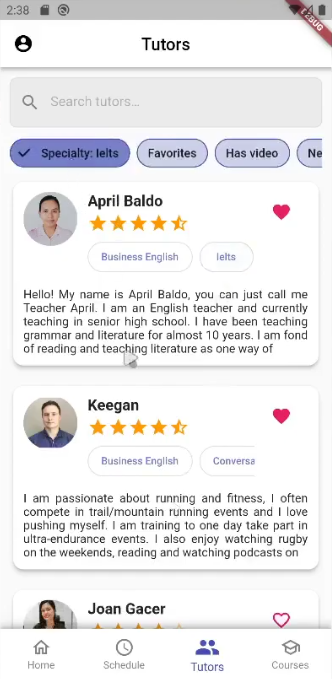 2:38
DEBUG
Tutors
Search tutors...
Specialty: Ielts
Favorites
Has video
Ne
April Baldo
Business English
Ielts
Hello! My name is April Baldo, you can just call me
Teacher April. I am an English teacher and currently
teaching in senior high school. I have been teaching
grammar and literature for almost 10 years. I am fond
of reading and teaching literature as one way of
Keegan
Business English
Conversa
I am passionate about running and fitness, I often
compete in trail/mountain running events and I love
pushing myself. I am training to one day take part in
ultra-endurance events. I also enjoy watching rugby
on the weekends, reading and watching podcasts on
Joan Gacer
Home
Schedule
Tutors
Courses